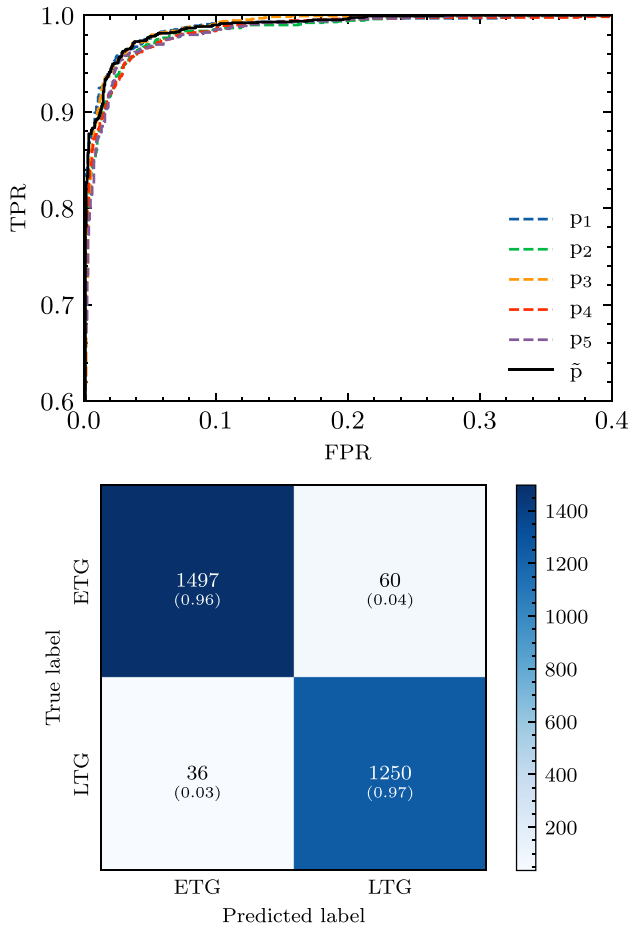 1.0
0.9
0.8
0.7
0.6
TPR
0.0
0.1
0.2
0.3
0.4
FPR
p₁
p₂
p₃
p₄
p₅
p̃
ETG
LTG
True label
1497
(0.96)
60
(0.04)
36
(0.03)
1250
(0.97)
ETG
LTG
Predicted label
1400
1200
1000
800
600
400
200